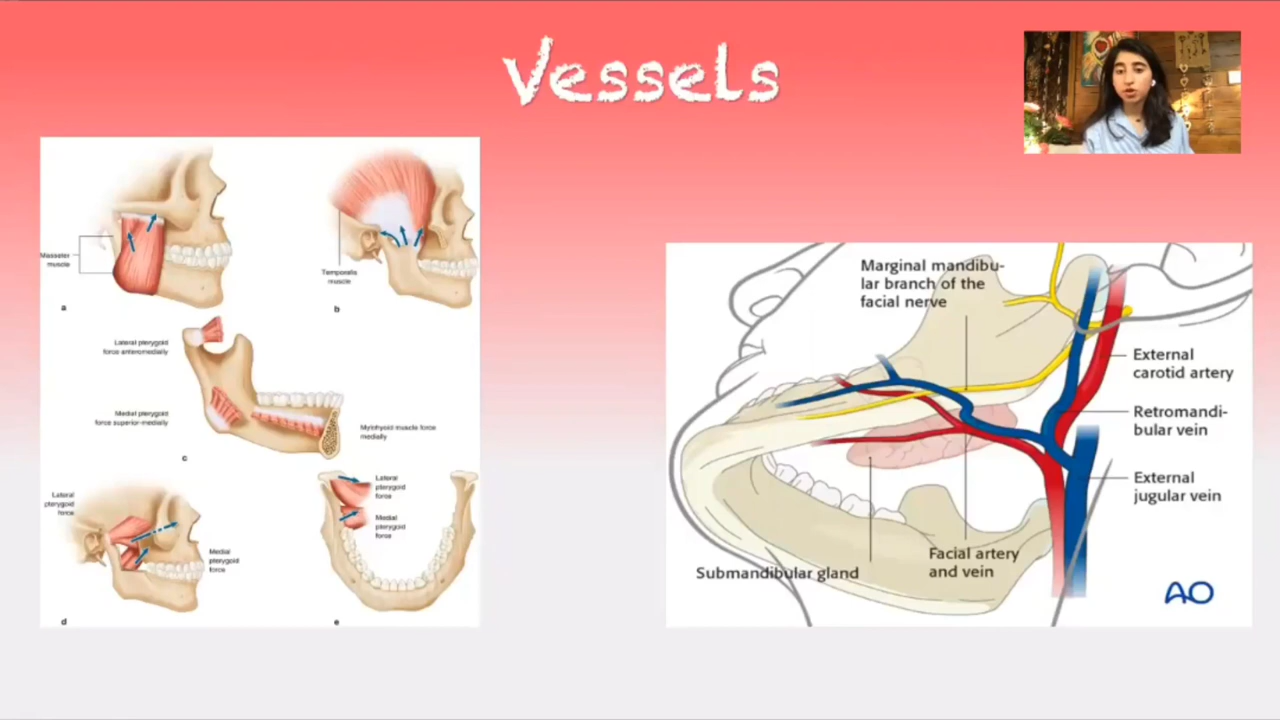 Vessels
Masseter
muscle
a
Temporalis
muscle
b
Lateral pterygoid
force anteromedially
Medial pterygoid
force superior-medially
Mylohyoid muscle force
medially
c
Lateral
pterygoid
force
Medial
pterygoid
force
d
Lateral
pterygoid
force
Medial
pterygoid
force
e
Marginal mandibu-
lar branch of the
facial nerve
External
carotid artery
Retromandi-
bular vein
External
jugular vein
Facial artery
and vein
Submandibular gland
AO